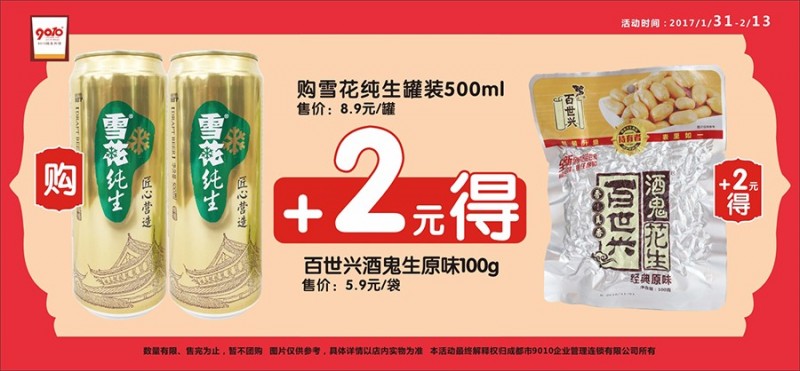 9010
活动时间：2017/1/31-2/13
购雪花纯生罐装500ml
售价：8.9元/罐
购
雪花
纯生
匠心营造
DRAFT BEER
雪花
纯生
匠心营造
DRAFT BEER
+2元得
百世兴酒鬼生原味100g
售价：5.9元/袋
百世兴
酒鬼花生
百世兴
经典原味
+2元
得
数量有限、售完为止，暂不团购 图片仅供参考，具体详情以店内实物为准 本活动最终解释权归成都市9010企业管理连锁有限公司所有